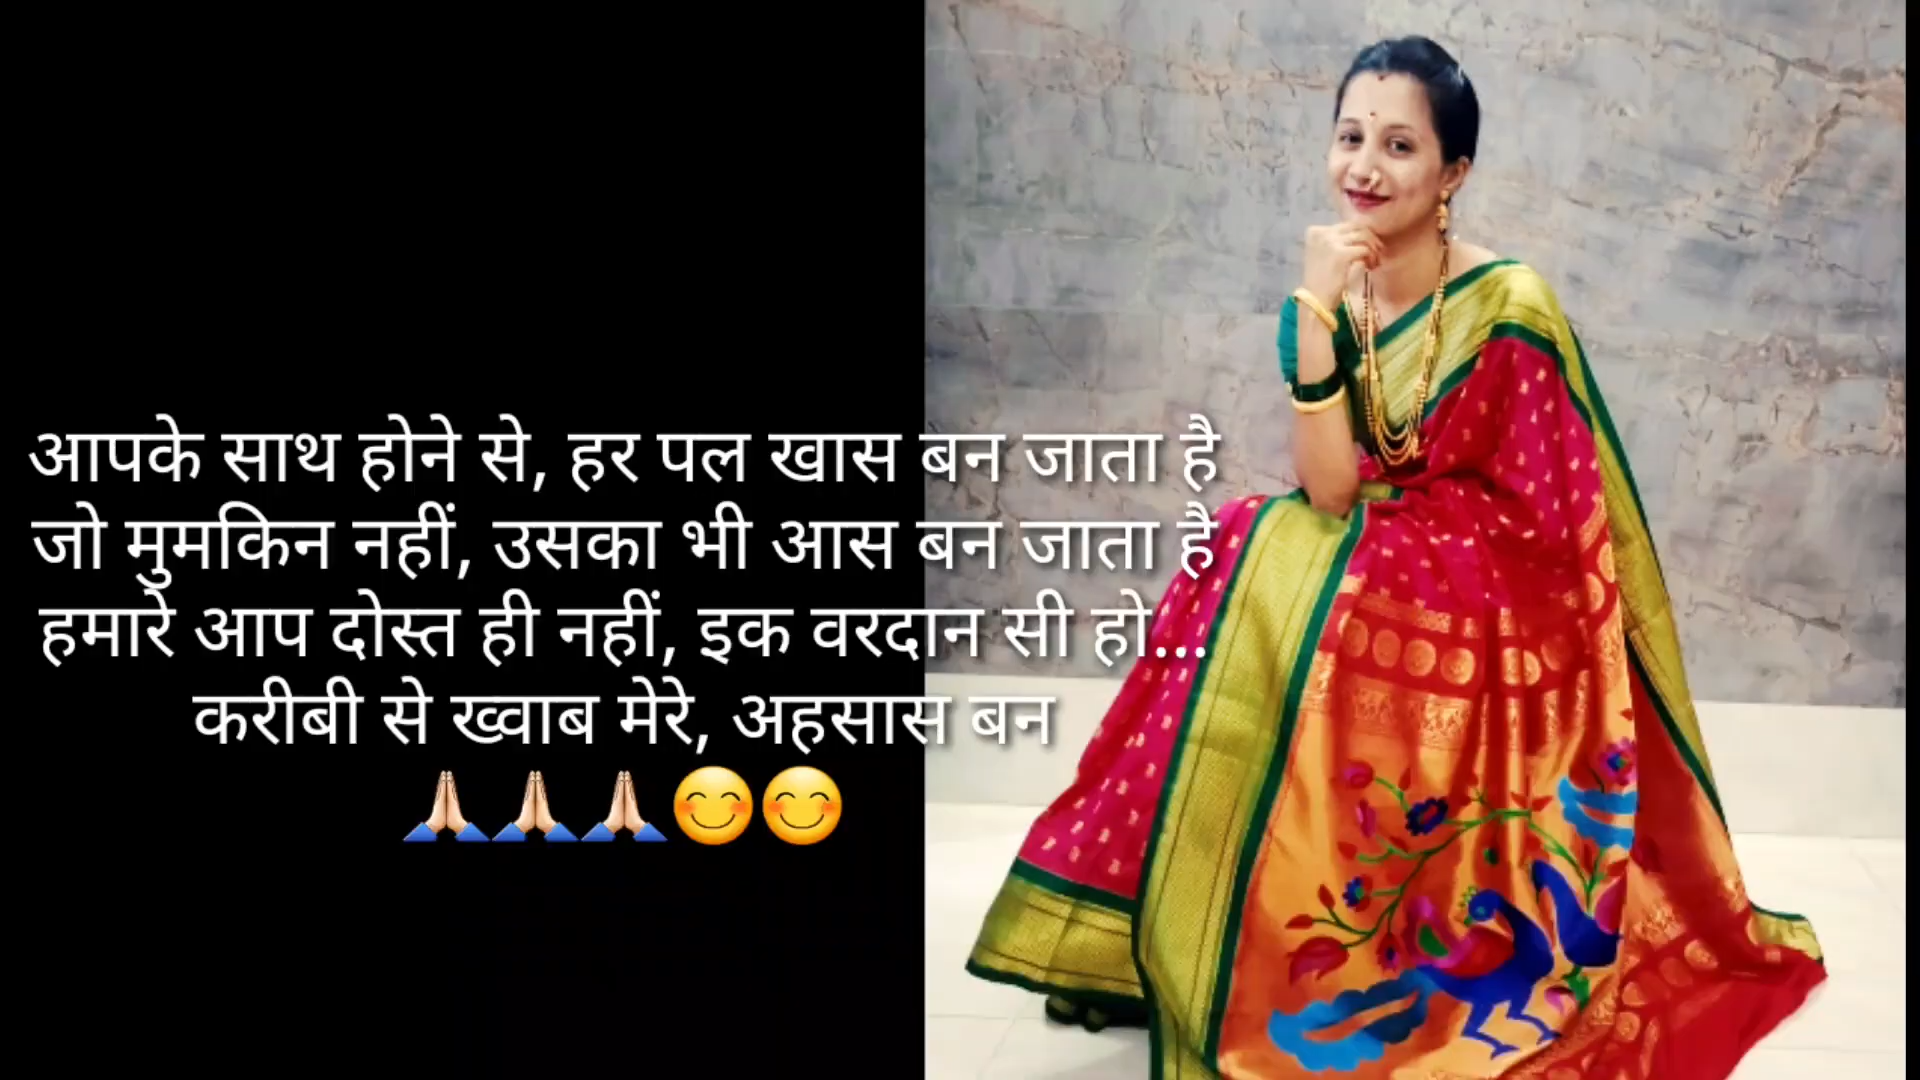 आपके साथ होने से, हर पल खास बन जाता है
जो मुमकिन नहीं, उसका भी आस बन जाता है
हमारे आप दोस्त ही नहीं, इक वरदान सी हो...
करीबी से ख्वाब मेरे, अहसास बन
🙏🏻🙏🏻🙏🏻😊😊